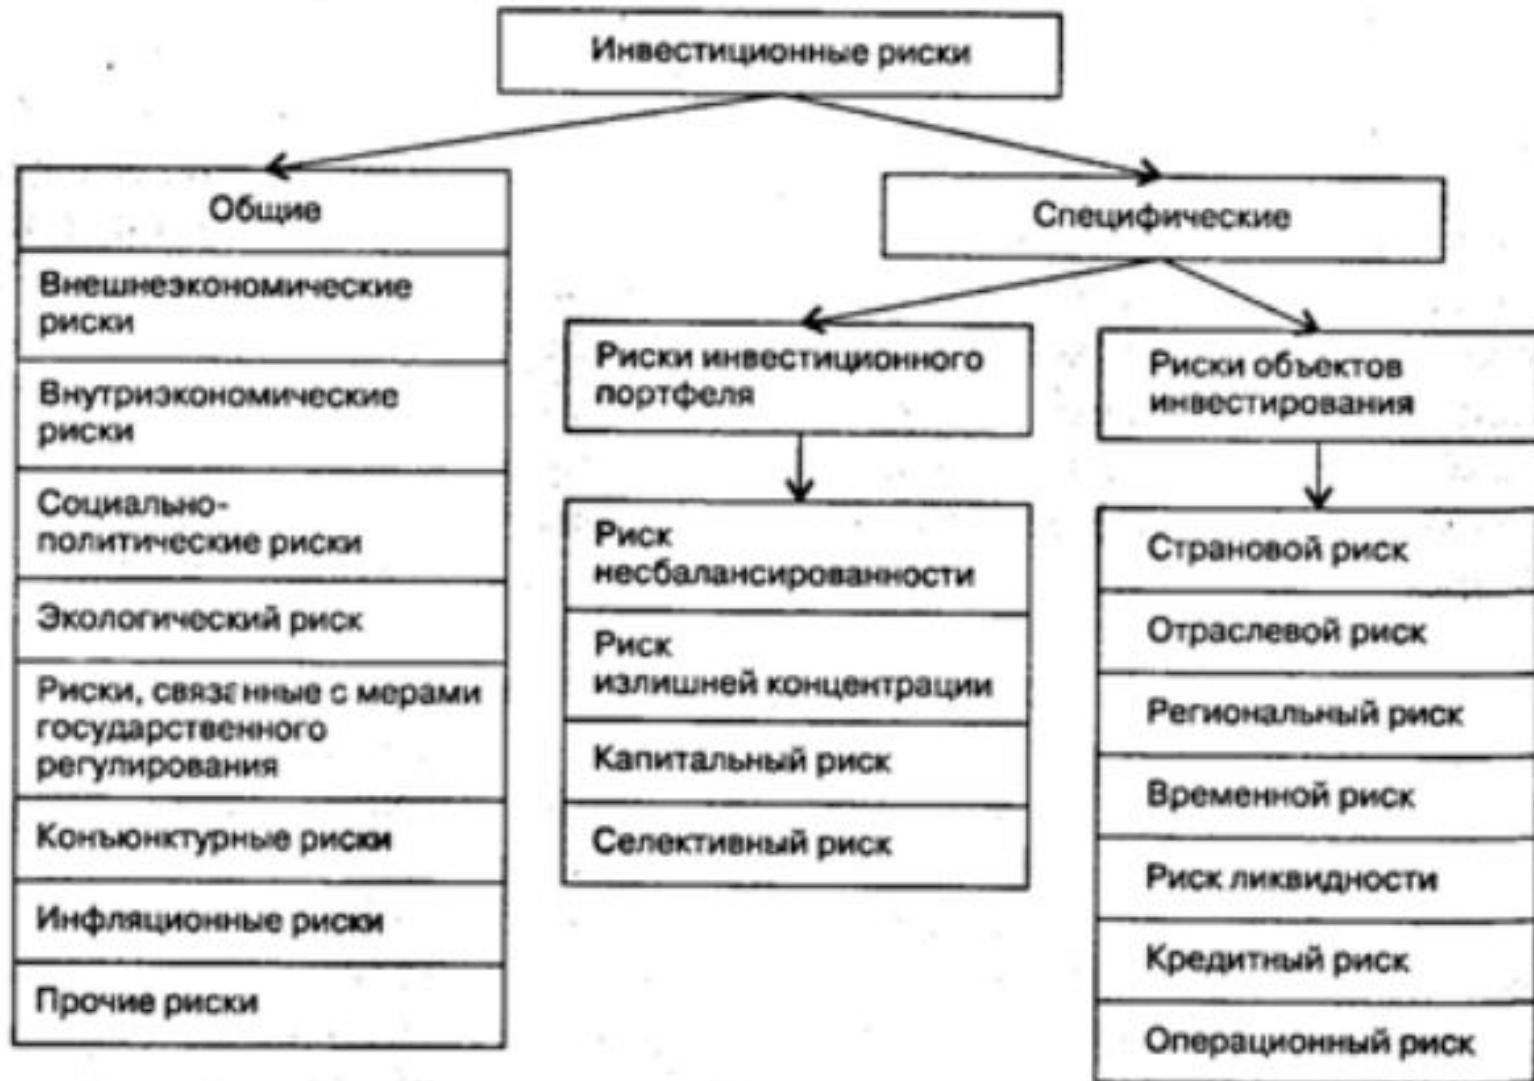 Инвестиционные риски
Общие
Внешнеэкономические
риски
Внутриэкономические
риски
Социально-
политические риски
Экологический риск
Риски, связанные с мерами
государственного
регулирования
Конъюнктурные риски
Инфляционные риски
Прочие риски
Специфические
Риски инвестиционного
портфеля
Риск
несбалансированности
Риск
излишней концентрации
Капитальный риск
Селективный риск
Риски объектов
инвестирования
Страновой риск
Отраслевой риск
Региональный риск
Временной риск
Риск ликвидности
Кредитный риск
Операционный риск